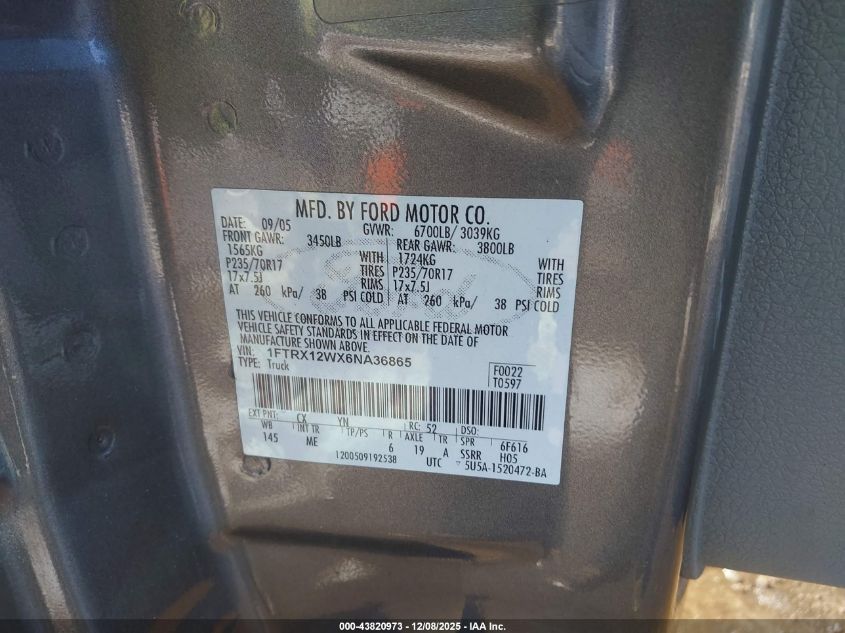 MFD. BY FORD MOTOR CO.
DATE: 09/05 GVWR: 6700LB/ 3039KG
FRONT GAWR: 3450LB REAR GAWR: 3800LB
1565KG WITH 1724KG WITH
P235/70R17 TIRES P235/70R17 TIRES
17x7.5J RIMS 17x7.5J RIMS
AT 260 kPa/ 38 PSI COLD AT 260 kPa/ 38 PSI COLD
THIS VEHICLE CONFORMS TO ALL APPLICABLE FEDERAL MOTOR
VEHICLE SAFETY STANDARDS IN EFFECT ON THE DATE OF
MANUFACTURE SHOWN ABOVE.
VIN: 1FTRX12WX6NA36865
TYPE: Truck
F0022
T0597
EXT PNT: CX YN RC: 52 DSO:
WB INT TR TP/PS R AXLE TR SPR 6F616
145 ME 6 19 A SSRR H05
1200509192538 UTC 5U5A-1520472-BA
Ford
000-43820973 - 12/08/2025 - IAA Inc.